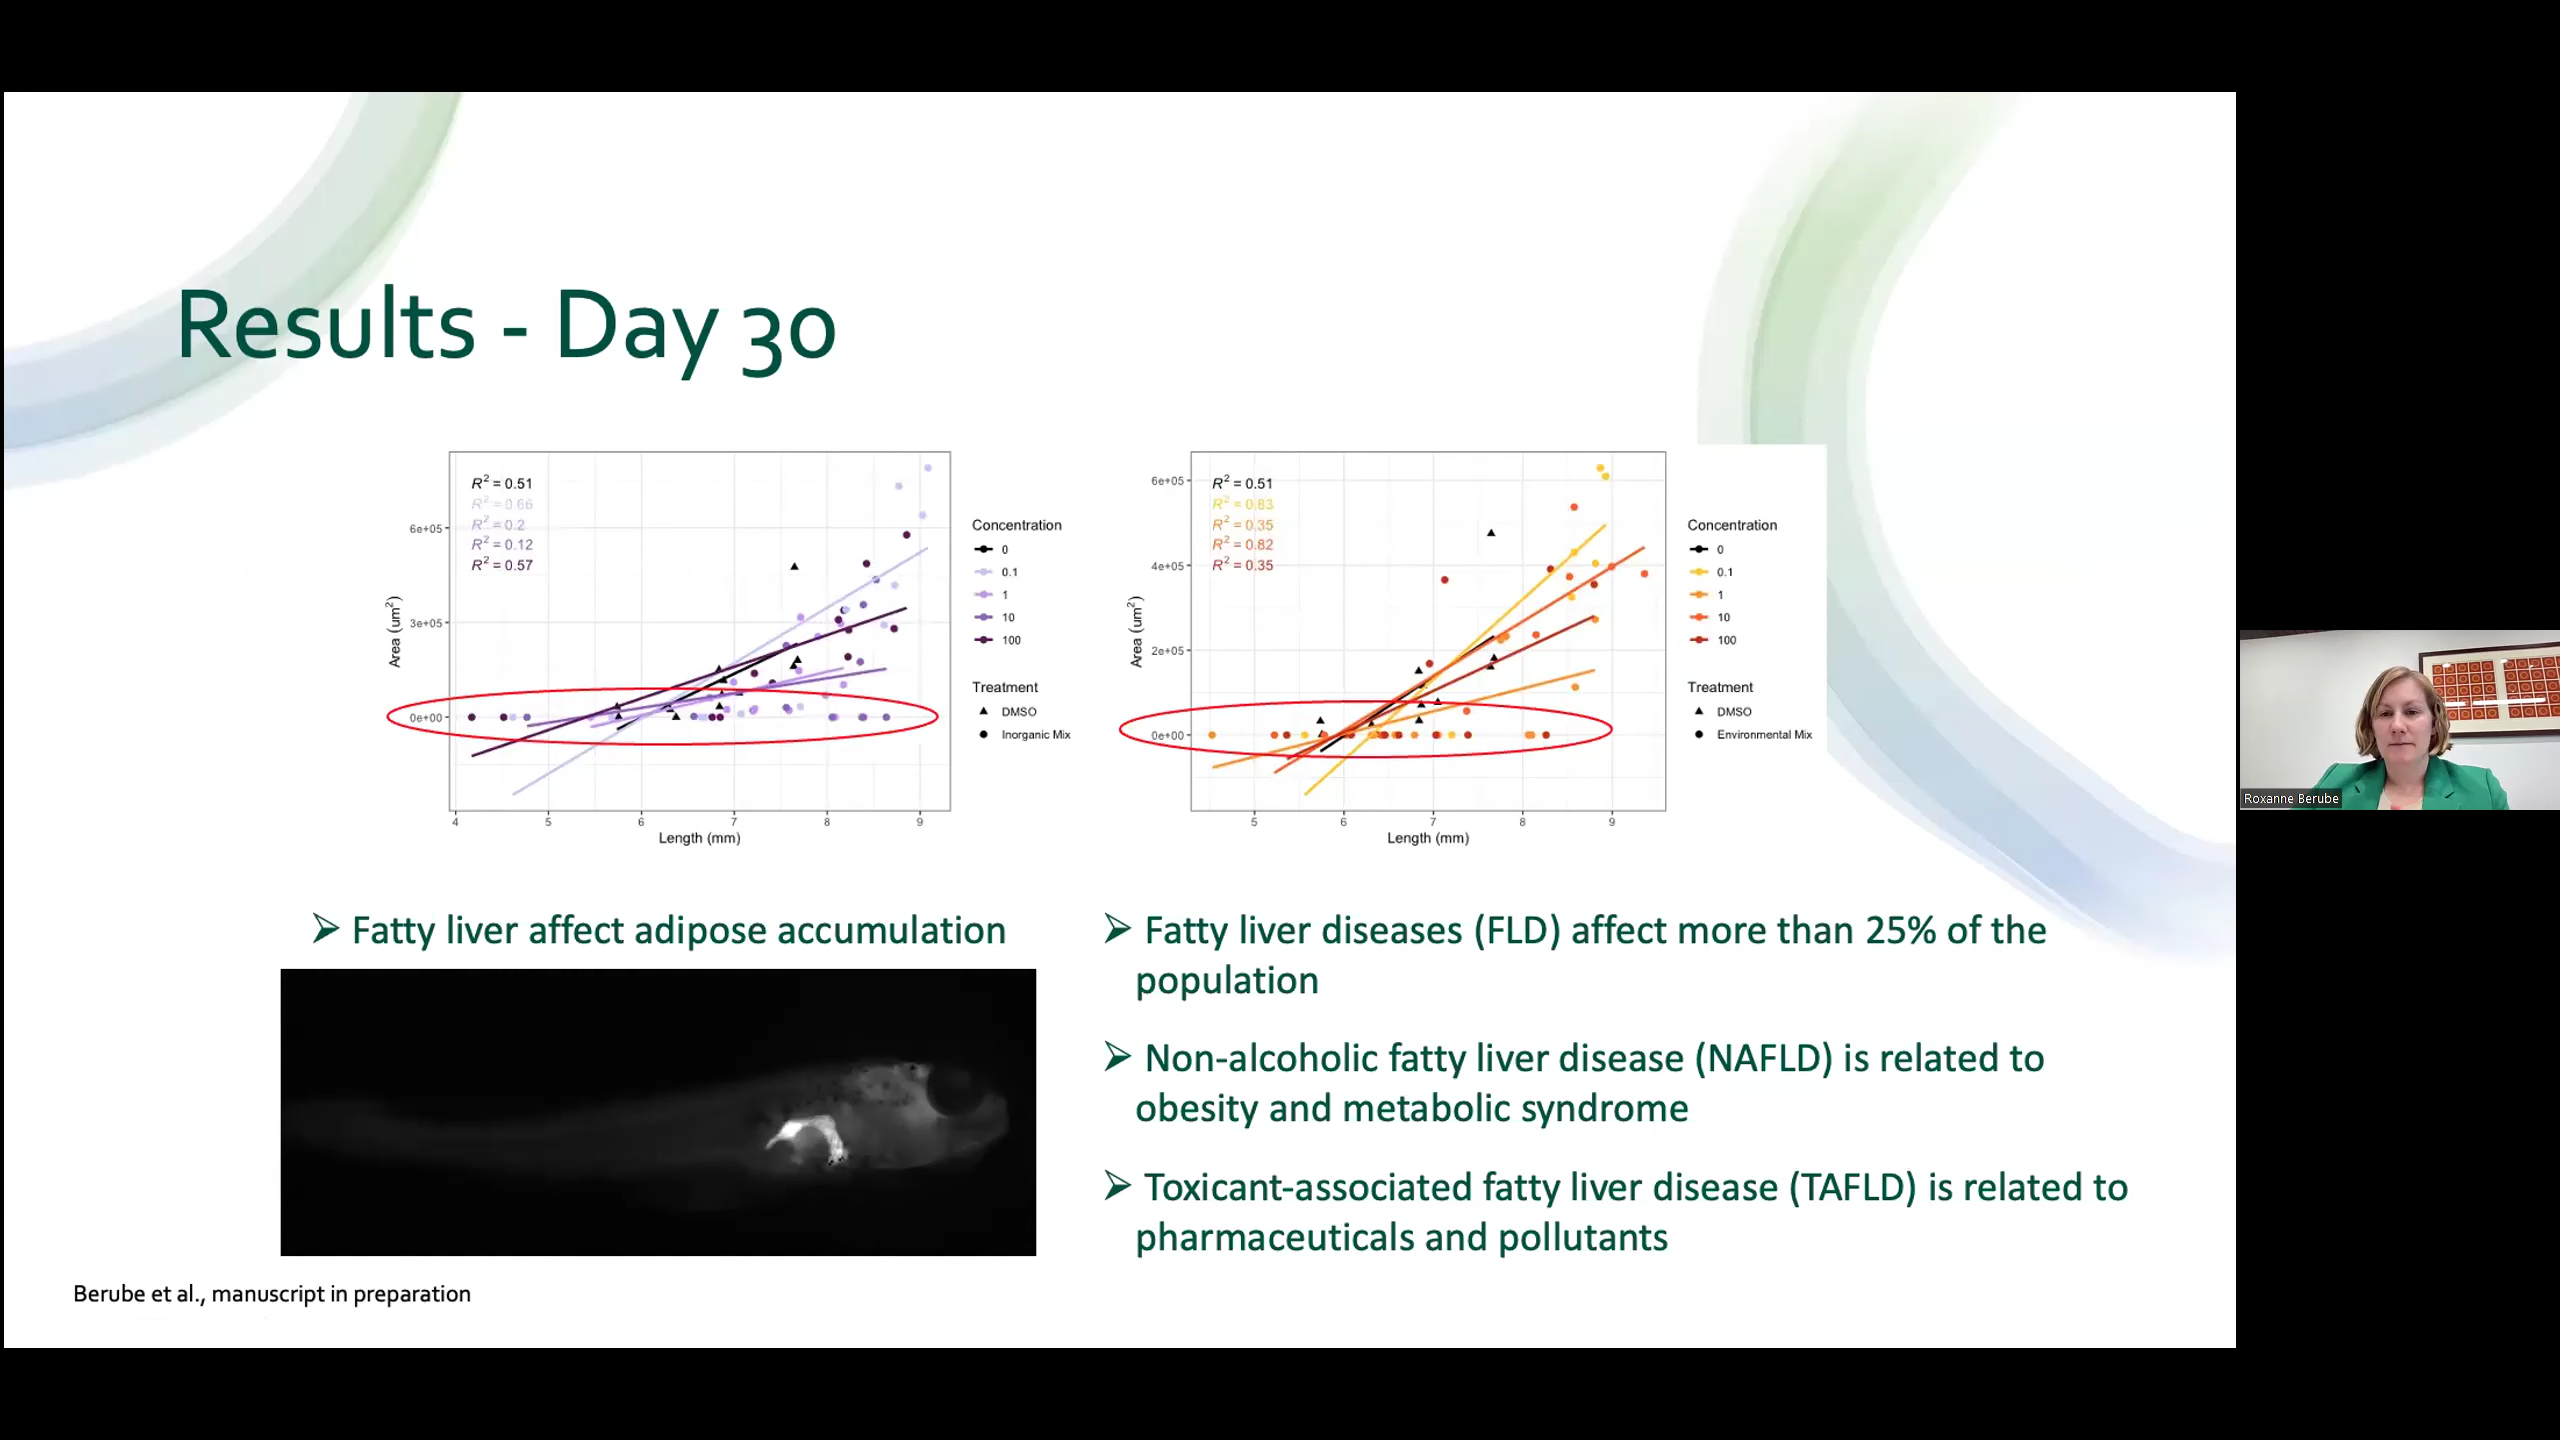 Results - Day 30
R² = 0.51
R² = 0.66
R² = 0.2
R² = 0.12
R² = 0.57
6e+05
3e+05
0e+00
Area (um²)
4 5 6 7 8 9
Length (mm)
Concentration
0
0.1
1
10
100
Treatment
DMSO
Inorganic Mix
R² = 0.51
R² = 0.83
R² = 0.35
R² = 0.82
R² = 0.35
6e+05
4e+05
2e+05
0e+00
Area (um²)
5 6 7 8 9
Length (mm)
Concentration
0
0.1
1
10
100
Treatment
DMSO
Environmental Mix
➢ Fatty liver affect adipose accumulation
➢ Fatty liver diseases (FLD) affect more than 25% of the
population
➢ Non-alcoholic fatty liver disease (NAFLD) is related to
obesity and metabolic syndrome
➢ Toxicant-associated fatty liver disease (TAFLD) is related to
pharmaceuticals and pollutants
Berube et al., manuscript in preparation
Roxanne Berube